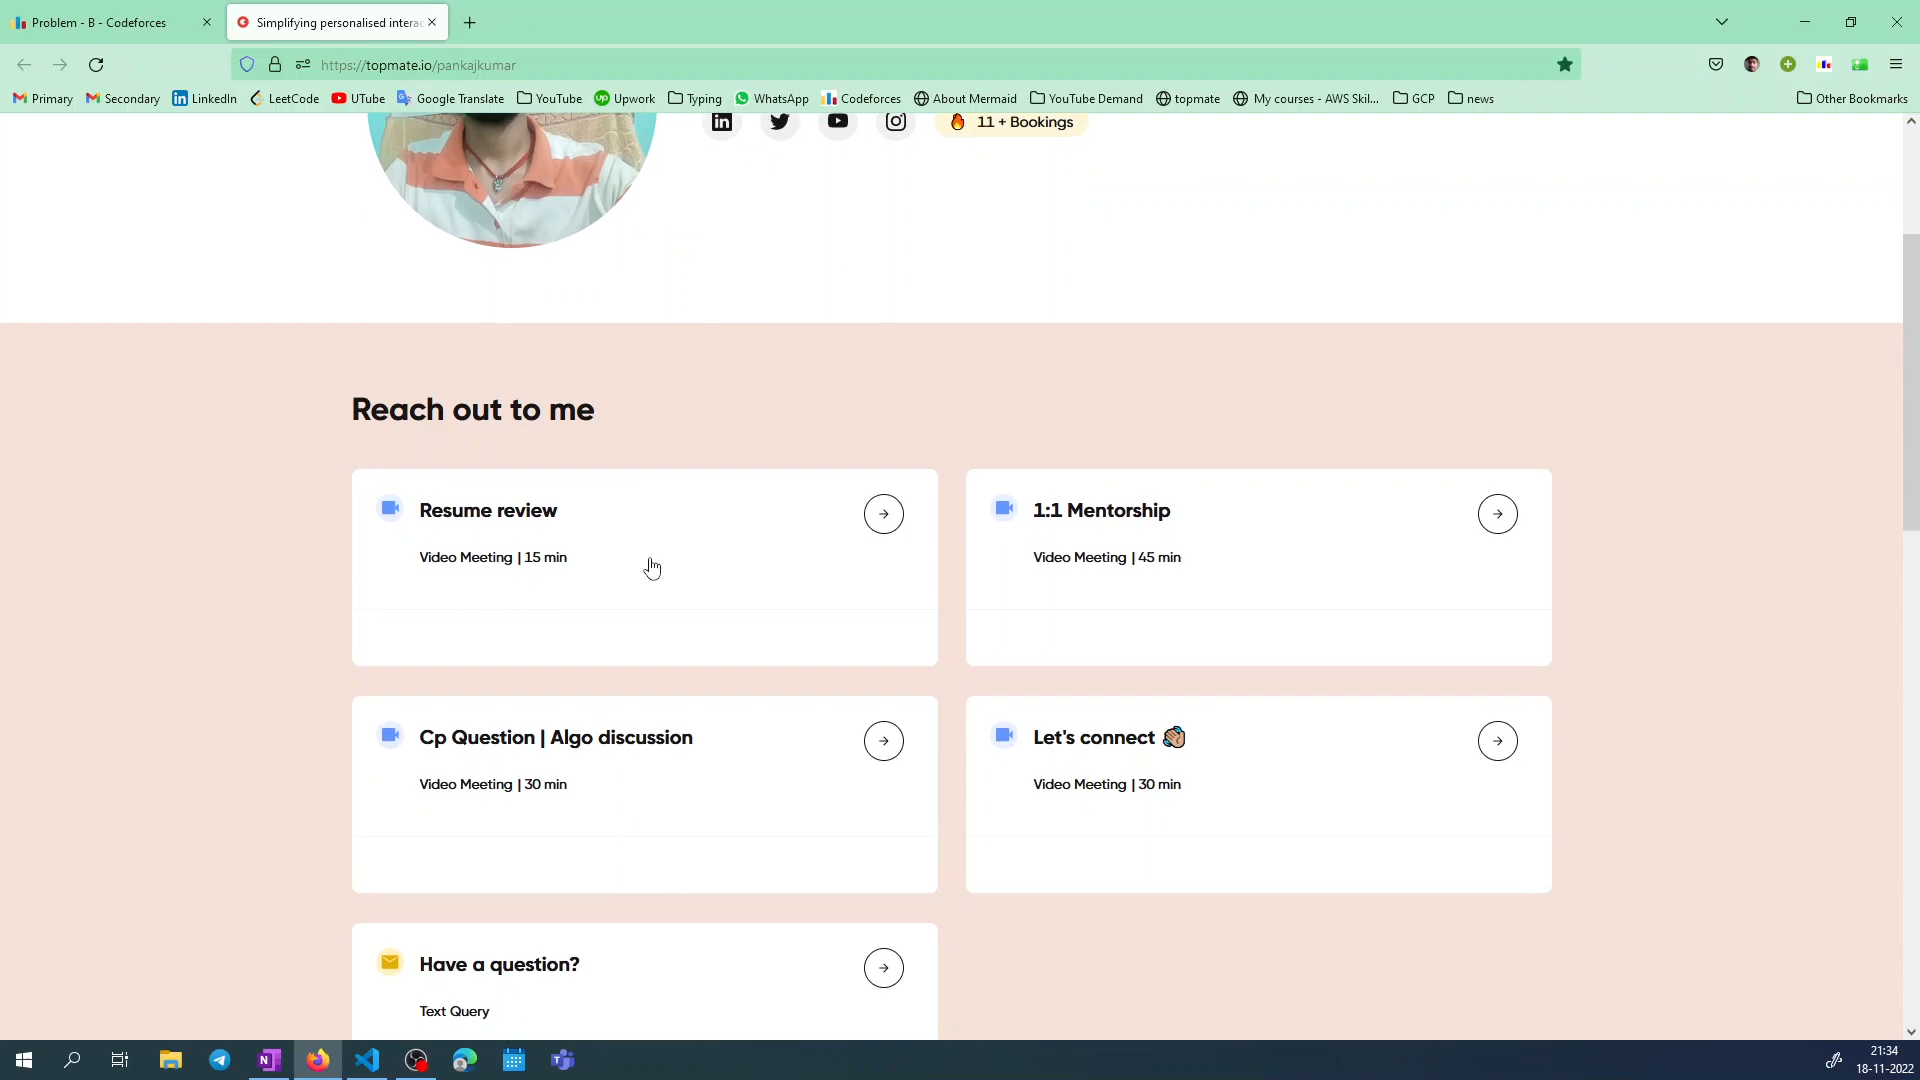 Problem - B - Codeforces
Simplifying personalised intera
https://topmate.io/pankajkumar
Primary Secondary LinkedIn LeetCode UTube Google Translate YouTube Upwork Typing WhatsApp Codeforces About Mermaid YouTube Demand topmate My courses - AWS Skil... GCP news Other Bookmarks
11 + Bookings
Reach out to me
Resume review
Video Meeting | 15 min
1:1 Mentorship
Video Meeting | 45 min
Cp Question | Algo discussion
Video Meeting | 30 min
Let's connect
Video Meeting | 30 min
Have a question?
Text Query
21:34
18-11-2022